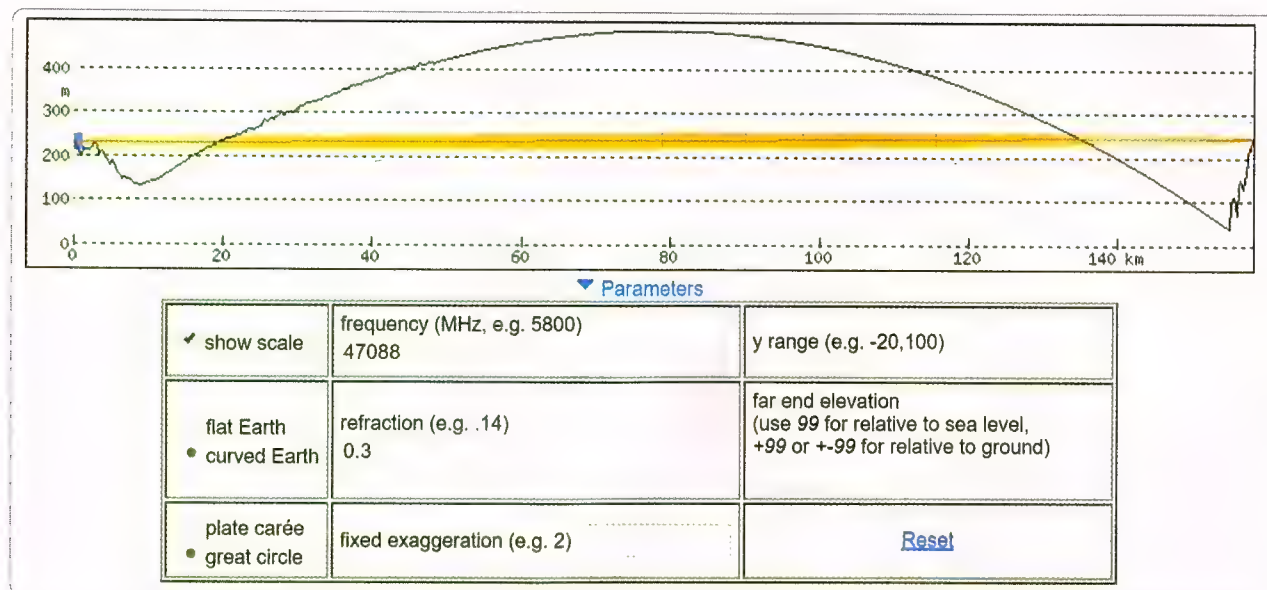 400
m
300
200
100
0
0 20 40 60 80 100 120 140 km
Parameters
show scale
frequency (MHz, e.g. 5800)
47088
y range (e.g. -20,100)
flat Earth
curved Earth
refraction (e.g. .14)
0.3
far end elevation
(use 99 for relative to sea level,
+99 or +-99 for relative to ground)
plate carée
great circle
fixed exaggeration (e.g. 2)
Reset